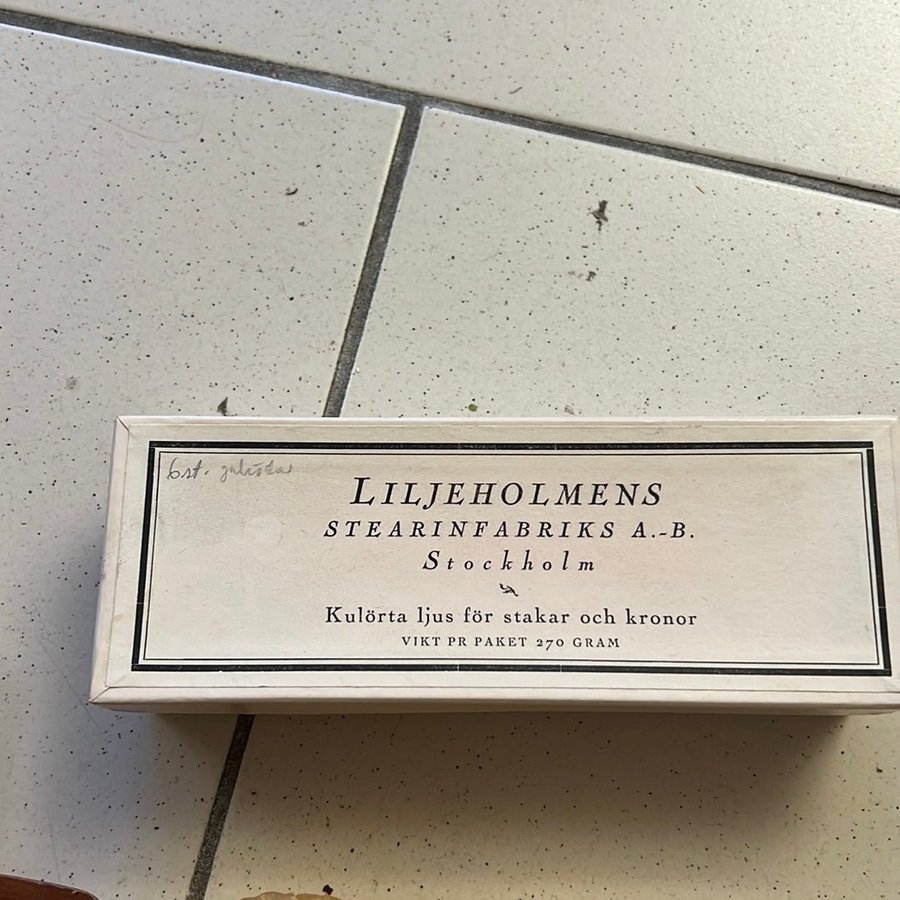 6st. julröda
LILJEHOLMENS
STEARINFABRIKS A.-B.
Stockholm
Kulörta ljus för stakar och kronor
VIKT PR PAKET 270 GRAM